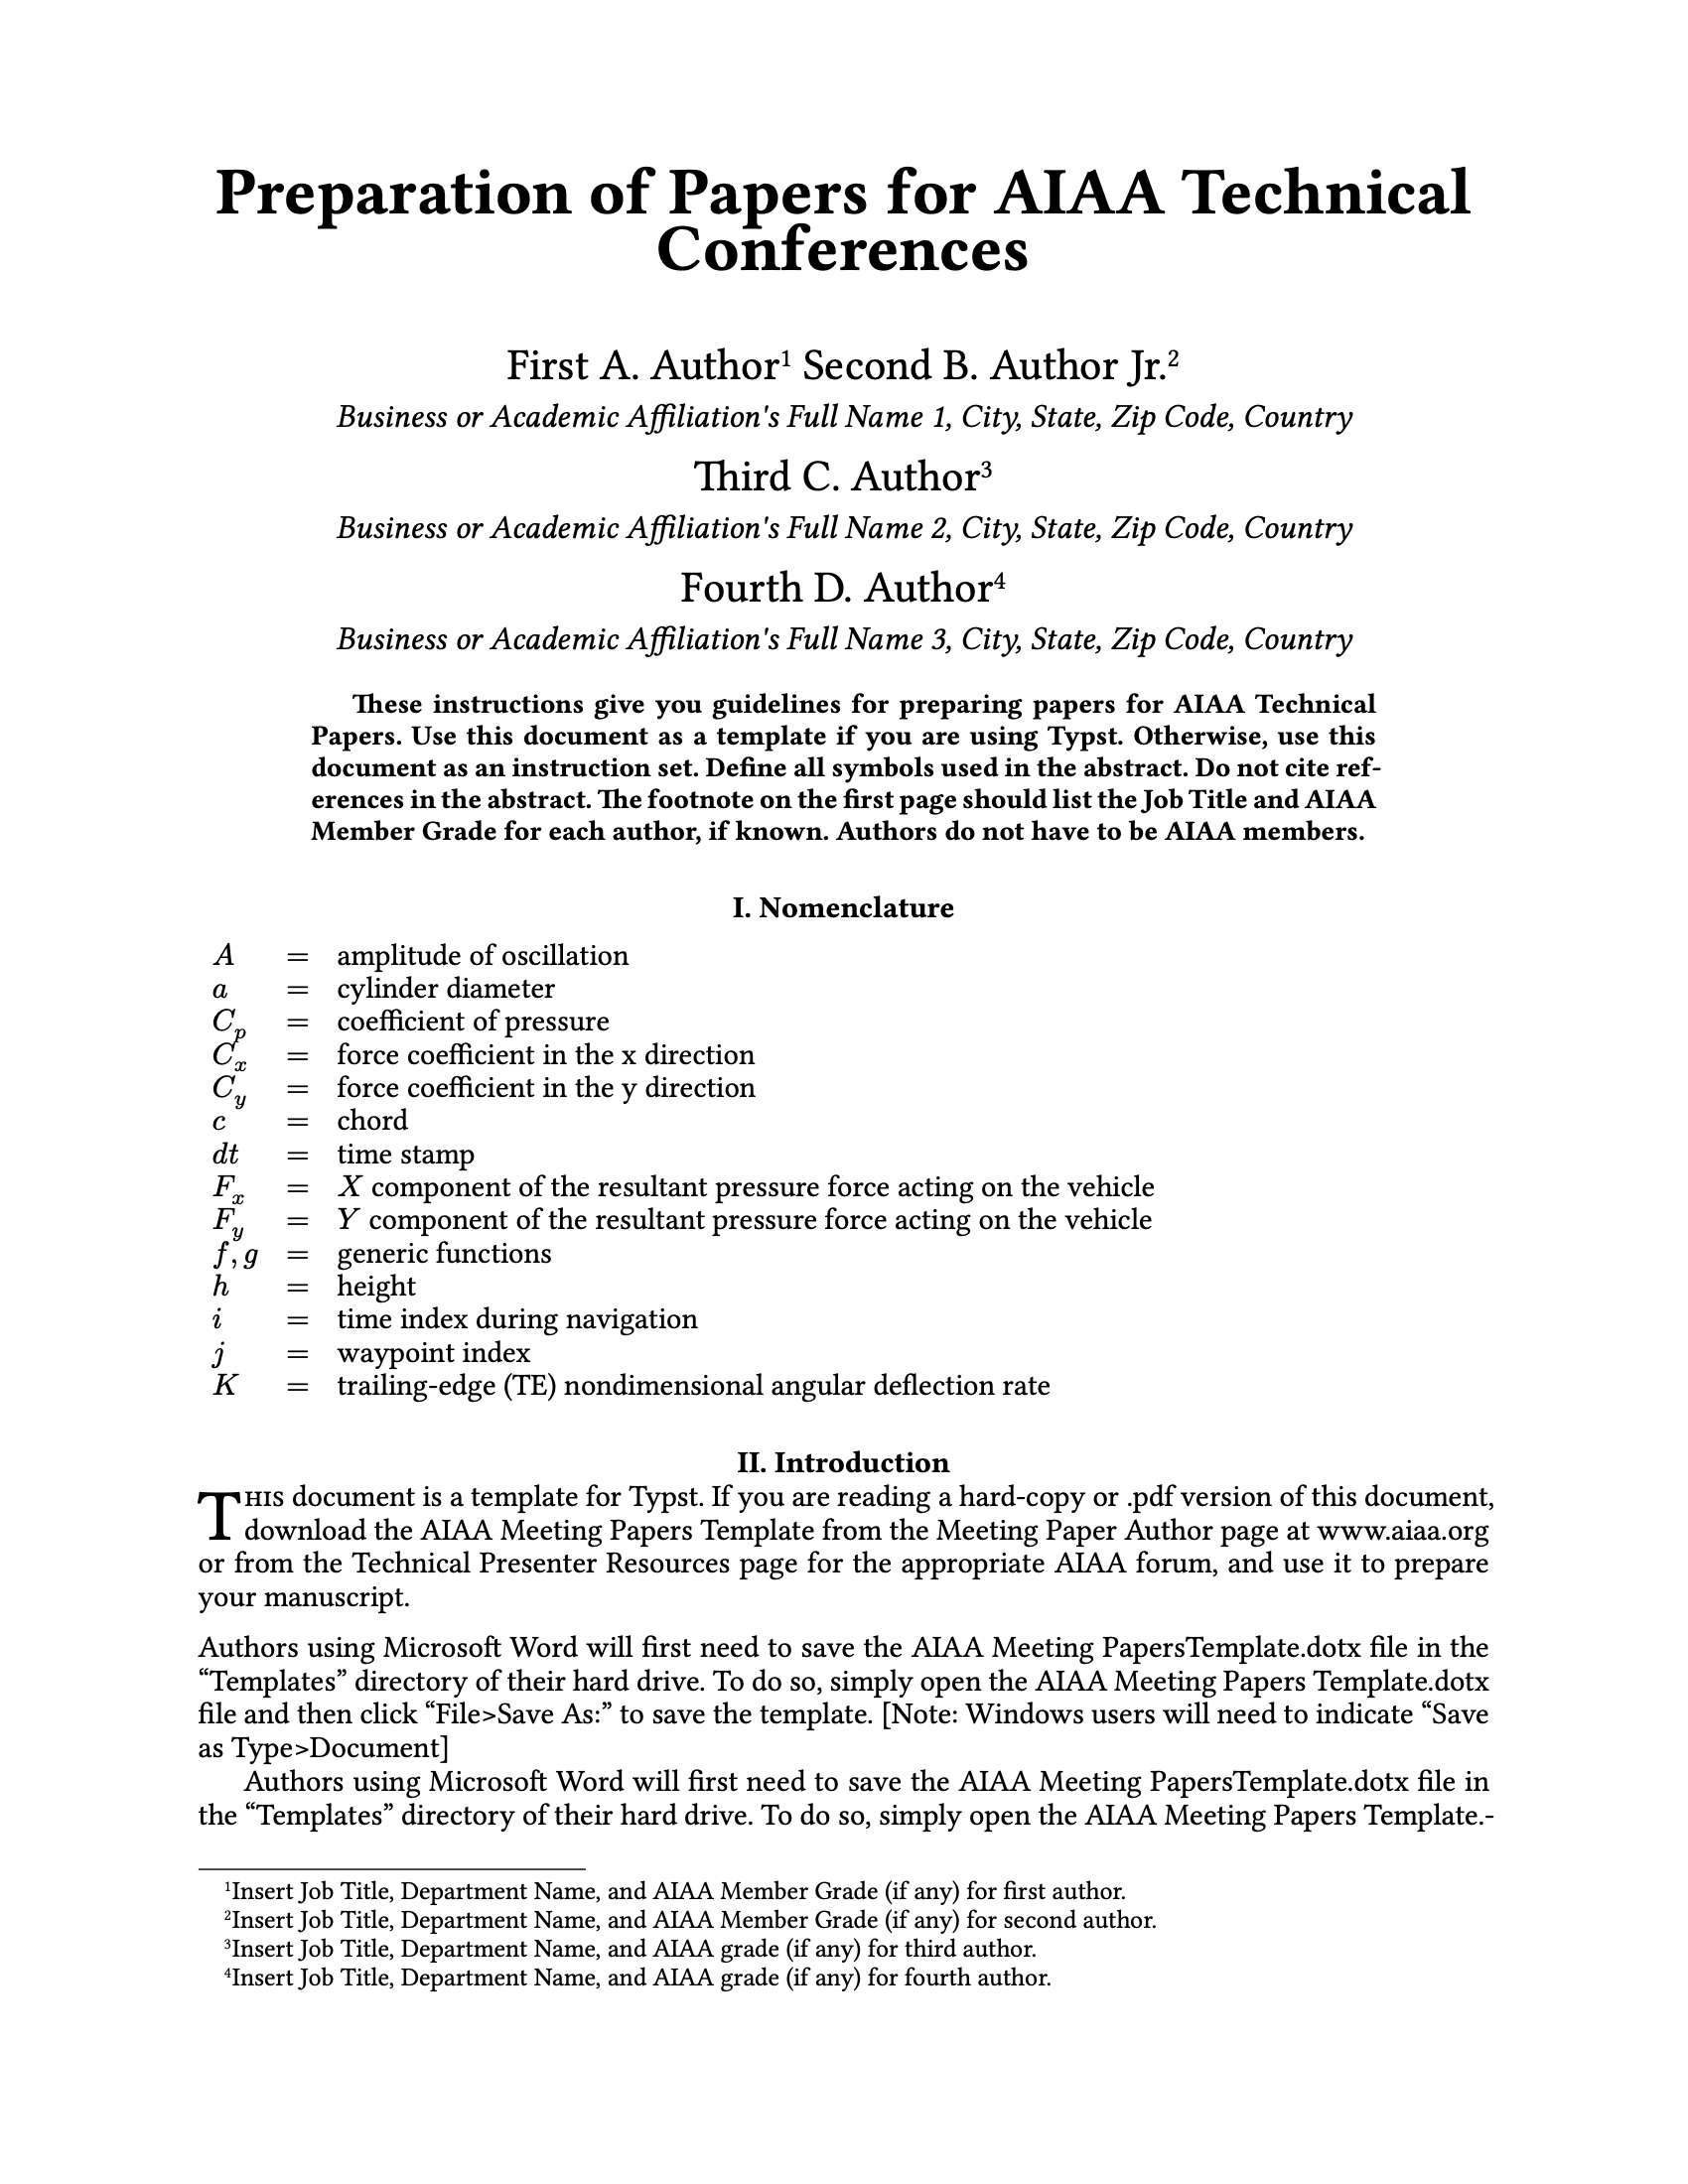 Preparation of Papers for AIAA Technical
Conferences
First A. Author¹ Second B. Author Jr.²
Business or Academic Affiliation's Full Name 1, City, State, Zip Code, Country
Third C. Author³
Business or Academic Affiliation's Full Name 2, City, State, Zip Code, Country
Fourth D. Author⁴
Business or Academic Affiliation's Full Name 3, City, State, Zip Code, Country
These instructions give you guidelines for preparing papers for AIAA Technical
Papers. Use this document as a template if you are using Typst. Otherwise, use this
document as an instruction set. Define all symbols used in the abstract. Do not cite ref-
erences in the abstract. The footnote on the first page should list the Job Title and AIAA
Member Grade for each author, if known. Authors do not have to be AIAA members.
I. Nomenclature
A = amplitude of oscillation
a = cylinder diameter
C_p = coefficient of pressure
C_x = force coefficient in the x direction
C_y = force coefficient in the y direction
c = chord
dt = time stamp
F_x = X component of the resultant pressure force acting on the vehicle
F_y = Y component of the resultant pressure force acting on the vehicle
f, g = generic functions
h = height
i = time index during navigation
j = waypoint index
K = trailing-edge (TE) nondimensional angular deflection rate
II. Introduction
THIS document is a template for Typst. If you are reading a hard-copy or .pdf version of this document,
download the AIAA Meeting Papers Template from the Meeting Paper Author page at www.aiaa.org
or from the Technical Presenter Resources page for the appropriate AIAA forum, and use it to prepare
your manuscript.
Authors using Microsoft Word will first need to save the AIAA Meeting PapersTemplate.dotx file in the
“Templates” directory of their hard drive. To do so, simply open the AIAA Meeting Papers Template.dotx
file and then click “File>Save As:” to save the template. [Note: Windows users will need to indicate “Save
as Type>Document]
Authors using Microsoft Word will first need to save the AIAA Meeting PapersTemplate.dotx file in
the “Templates” directory of their hard drive. To do so, simply open the AIAA Meeting Papers Template.-
¹Insert Job Title, Department Name, and AIAA Member Grade (if any) for first author.
²Insert Job Title, Department Name, and AIAA Member Grade (if any) for second author.
³Insert Job Title, Department Name, and AIAA grade (if any) for third author.
⁴Insert Job Title, Department Name, and AIAA grade (if any) for fourth author.